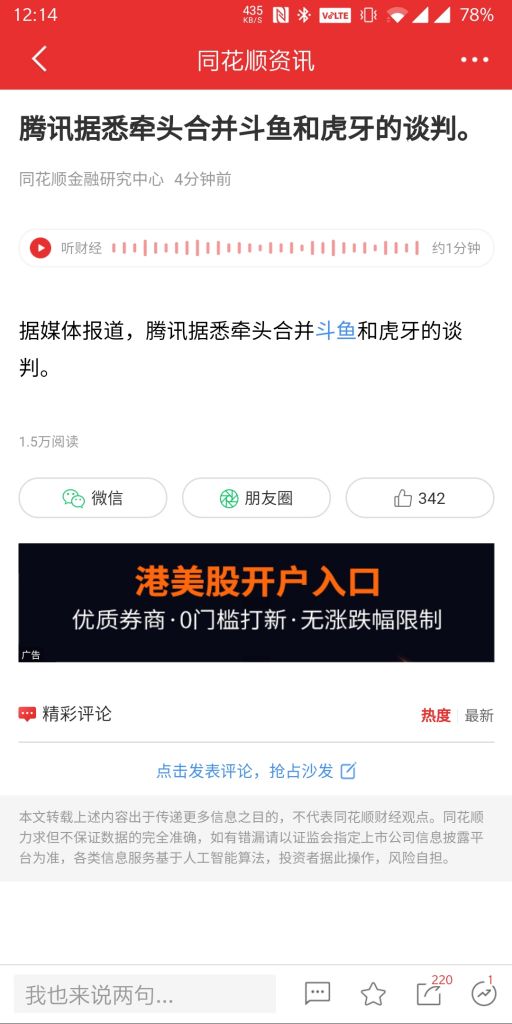 12:14 435 KB/S VoLTE 78%
同花顺资讯
腾讯据悉牵头合并斗鱼和虎牙的谈判。
同花顺金融研究中心 4分钟前
听财经 约1分钟
据媒体报道，腾讯据悉牵头合并斗鱼和虎牙的谈
判。
1.5万阅读
微信 朋友圈 342
港美股开户入口
优质券商·0门槛打新·无涨跌幅限制
广告
精彩评论 热度 最新
点击发表评论，抢占沙发
本文转载上述内容出于传递更多信息之目的，不代表同花顺财经观点。同花顺
力求但不保证数据的完全准确，如有错漏请以证监会指定上市公司信息披露平
台为准，各类信息服务基于人工智能算法，投资者据此操作，风险自担。
我也来说两句... 220 1